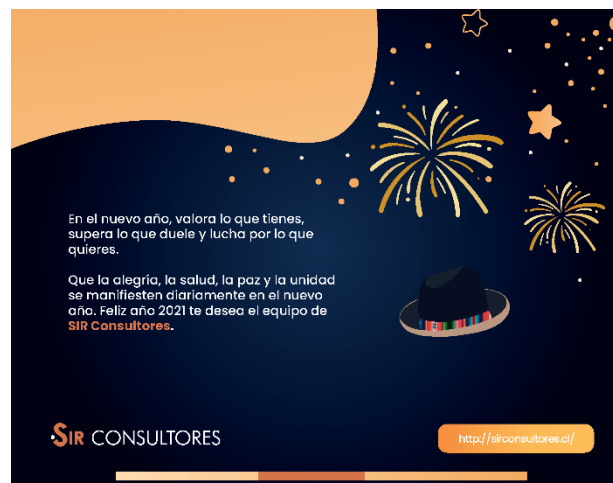 En el nuevo año, valora lo que tienes,
supera lo que duele y lucha por lo que
quieres.
Que la alegría, la salud, la paz y la unidad
se manifiesten diariamente en el nuevo
año. Feliz año 2021 te desea el equipo de
SIR Consultores.
SIR CONSULTORES
http://sirconsultores.cl/